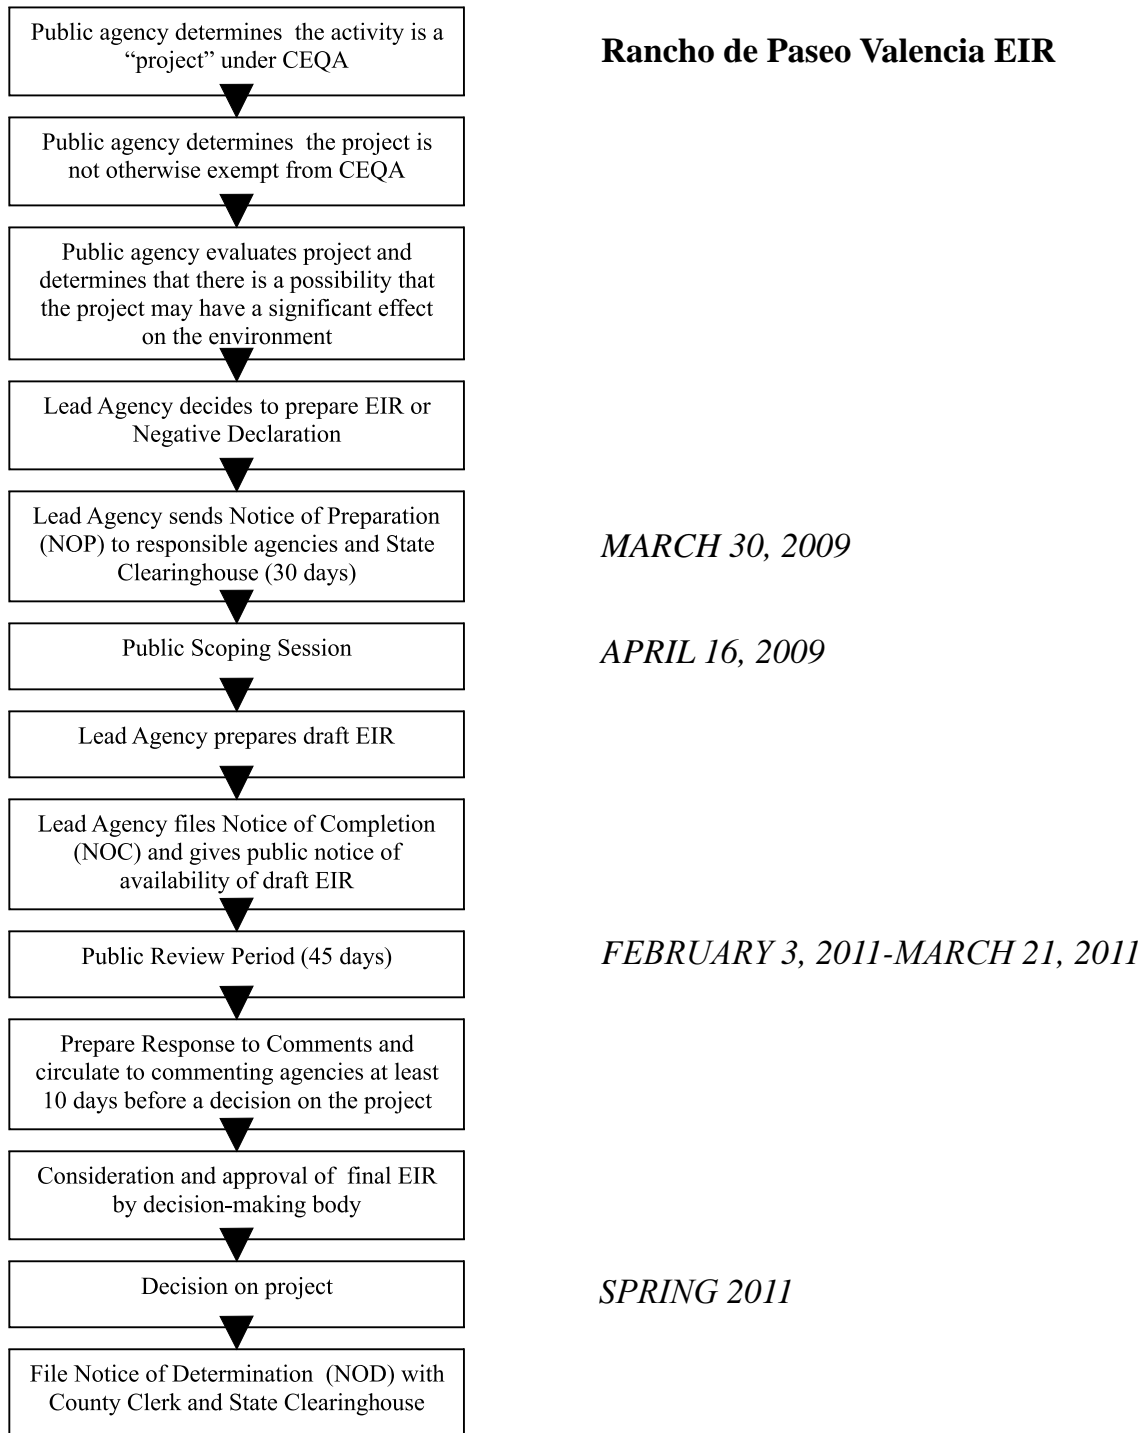 Public agency determines the activity is a
“project” under CEQA
Rancho de Paseo Valencia EIR
Public agency determines the project is
not otherwise exempt from CEQA
Public agency evaluates project and
determines that there is a possibility that
the project may have a significant effect
on the environment
Lead Agency decides to prepare EIR or
Negative Declaration
Lead Agency sends Notice of Preparation
(NOP) to responsible agencies and State
Clearinghouse (30 days)
MARCH 30, 2009
Public Scoping Session
APRIL 16, 2009
Lead Agency prepares draft EIR
Lead Agency files Notice of Completion
(NOC) and gives public notice of
availability of draft EIR
Public Review Period (45 days)
FEBRUARY 3, 2011-MARCH 21, 2011
Prepare Response to Comments and
circulate to commenting agencies at least
10 days before a decision on the project
Consideration and approval of final EIR
by decision-making body
Decision on project
SPRING 2011
File Notice of Determination (NOD) with
County Clerk and State Clearinghouse